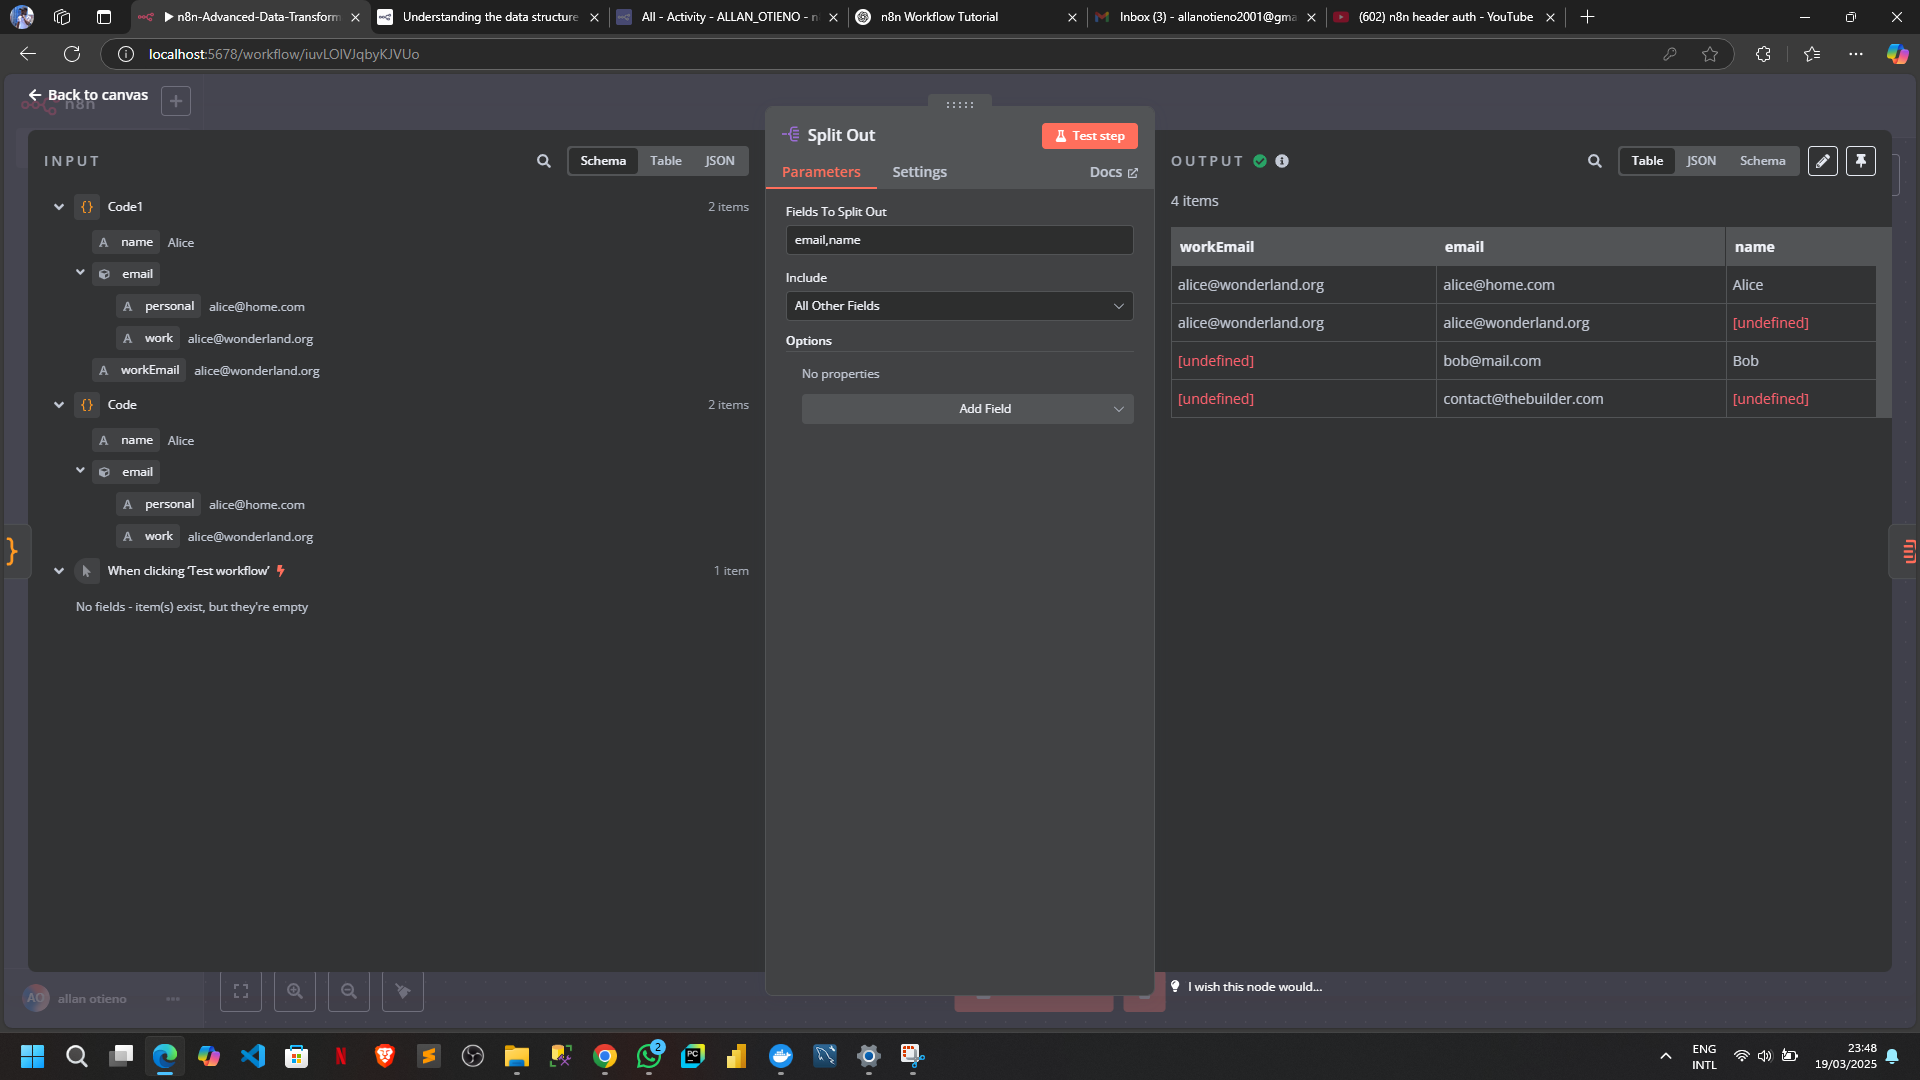 n8n-Advanced-Data-Transform
Understanding the data structure
All - Activity - ALLAN_OTIENO - n
n8n Workflow Tutorial
Inbox (3) - allanotieno2001@gma
(602) n8n header auth - YouTube
localhost:5678/workflow/iuvLOIVJqbyKJVUo
Back to canvas
n8n
INPUT
Schema
Table
JSON
{} Code1
2 items
A name Alice
email
A personal alice@home.com
A work alice@wonderland.org
A workEmail alice@wonderland.org
{} Code
2 items
A name Alice
email
A personal alice@home.com
A work alice@wonderland.org
When clicking ‘Test workflow’
1 item
No fields - item(s) exist, but they're empty
}
Split Out
Test step
Parameters
Settings
Docs
Fields To Split Out
email,name
Include
All Other Fields
Options
No properties
Add Field
OUTPUT
Table
JSON
Schema
4 items
workEmail email name
alice@wonderland.org alice@home.com Alice
alice@wonderland.org alice@wonderland.org [undefined]
[undefined] bob@mail.com Bob
[undefined] contact@thebuilder.com [undefined]
AO allan otieno
I wish this node would...
2
PC
ENG
INTL
23:48
19/03/2025